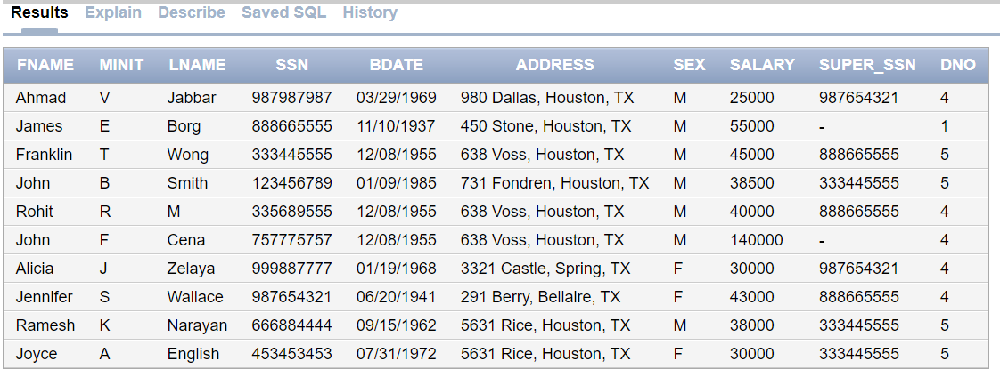 Results Explain Describe Saved SQL History
FNAME MINIT LNAME SSN BDATE ADDRESS SEX SALARY SUPER_SSN DNO
Ahmad V Jabbar 987987987 03/29/1969 980 Dallas, Houston, TX M 25000 987654321 4
James E Borg 888665555 11/10/1937 450 Stone, Houston, TX M 55000 - 1
Franklin T Wong 333445555 12/08/1955 638 Voss, Houston, TX M 45000 888665555 5
John B Smith 123456789 01/09/1985 731 Fondren, Houston, TX M 38500 333445555 5
Rohit R M 335689555 12/08/1955 638 Voss, Houston, TX M 40000 888665555 4
John F Cena 757775757 12/08/1955 638 Voss, Houston, TX M 140000 - 4
Alicia J Zelaya 999887777 01/19/1968 3321 Castle, Spring, TX F 30000 987654321 4
Jennifer S Wallace 987654321 06/20/1941 291 Berry, Bellaire, TX F 43000 888665555 4
Ramesh K Narayan 666884444 09/15/1962 5631 Rice, Houston, TX M 38000 333445555 5
Joyce A English 453453453 07/31/1972 5631 Rice, Houston, TX F 30000 333445555 5